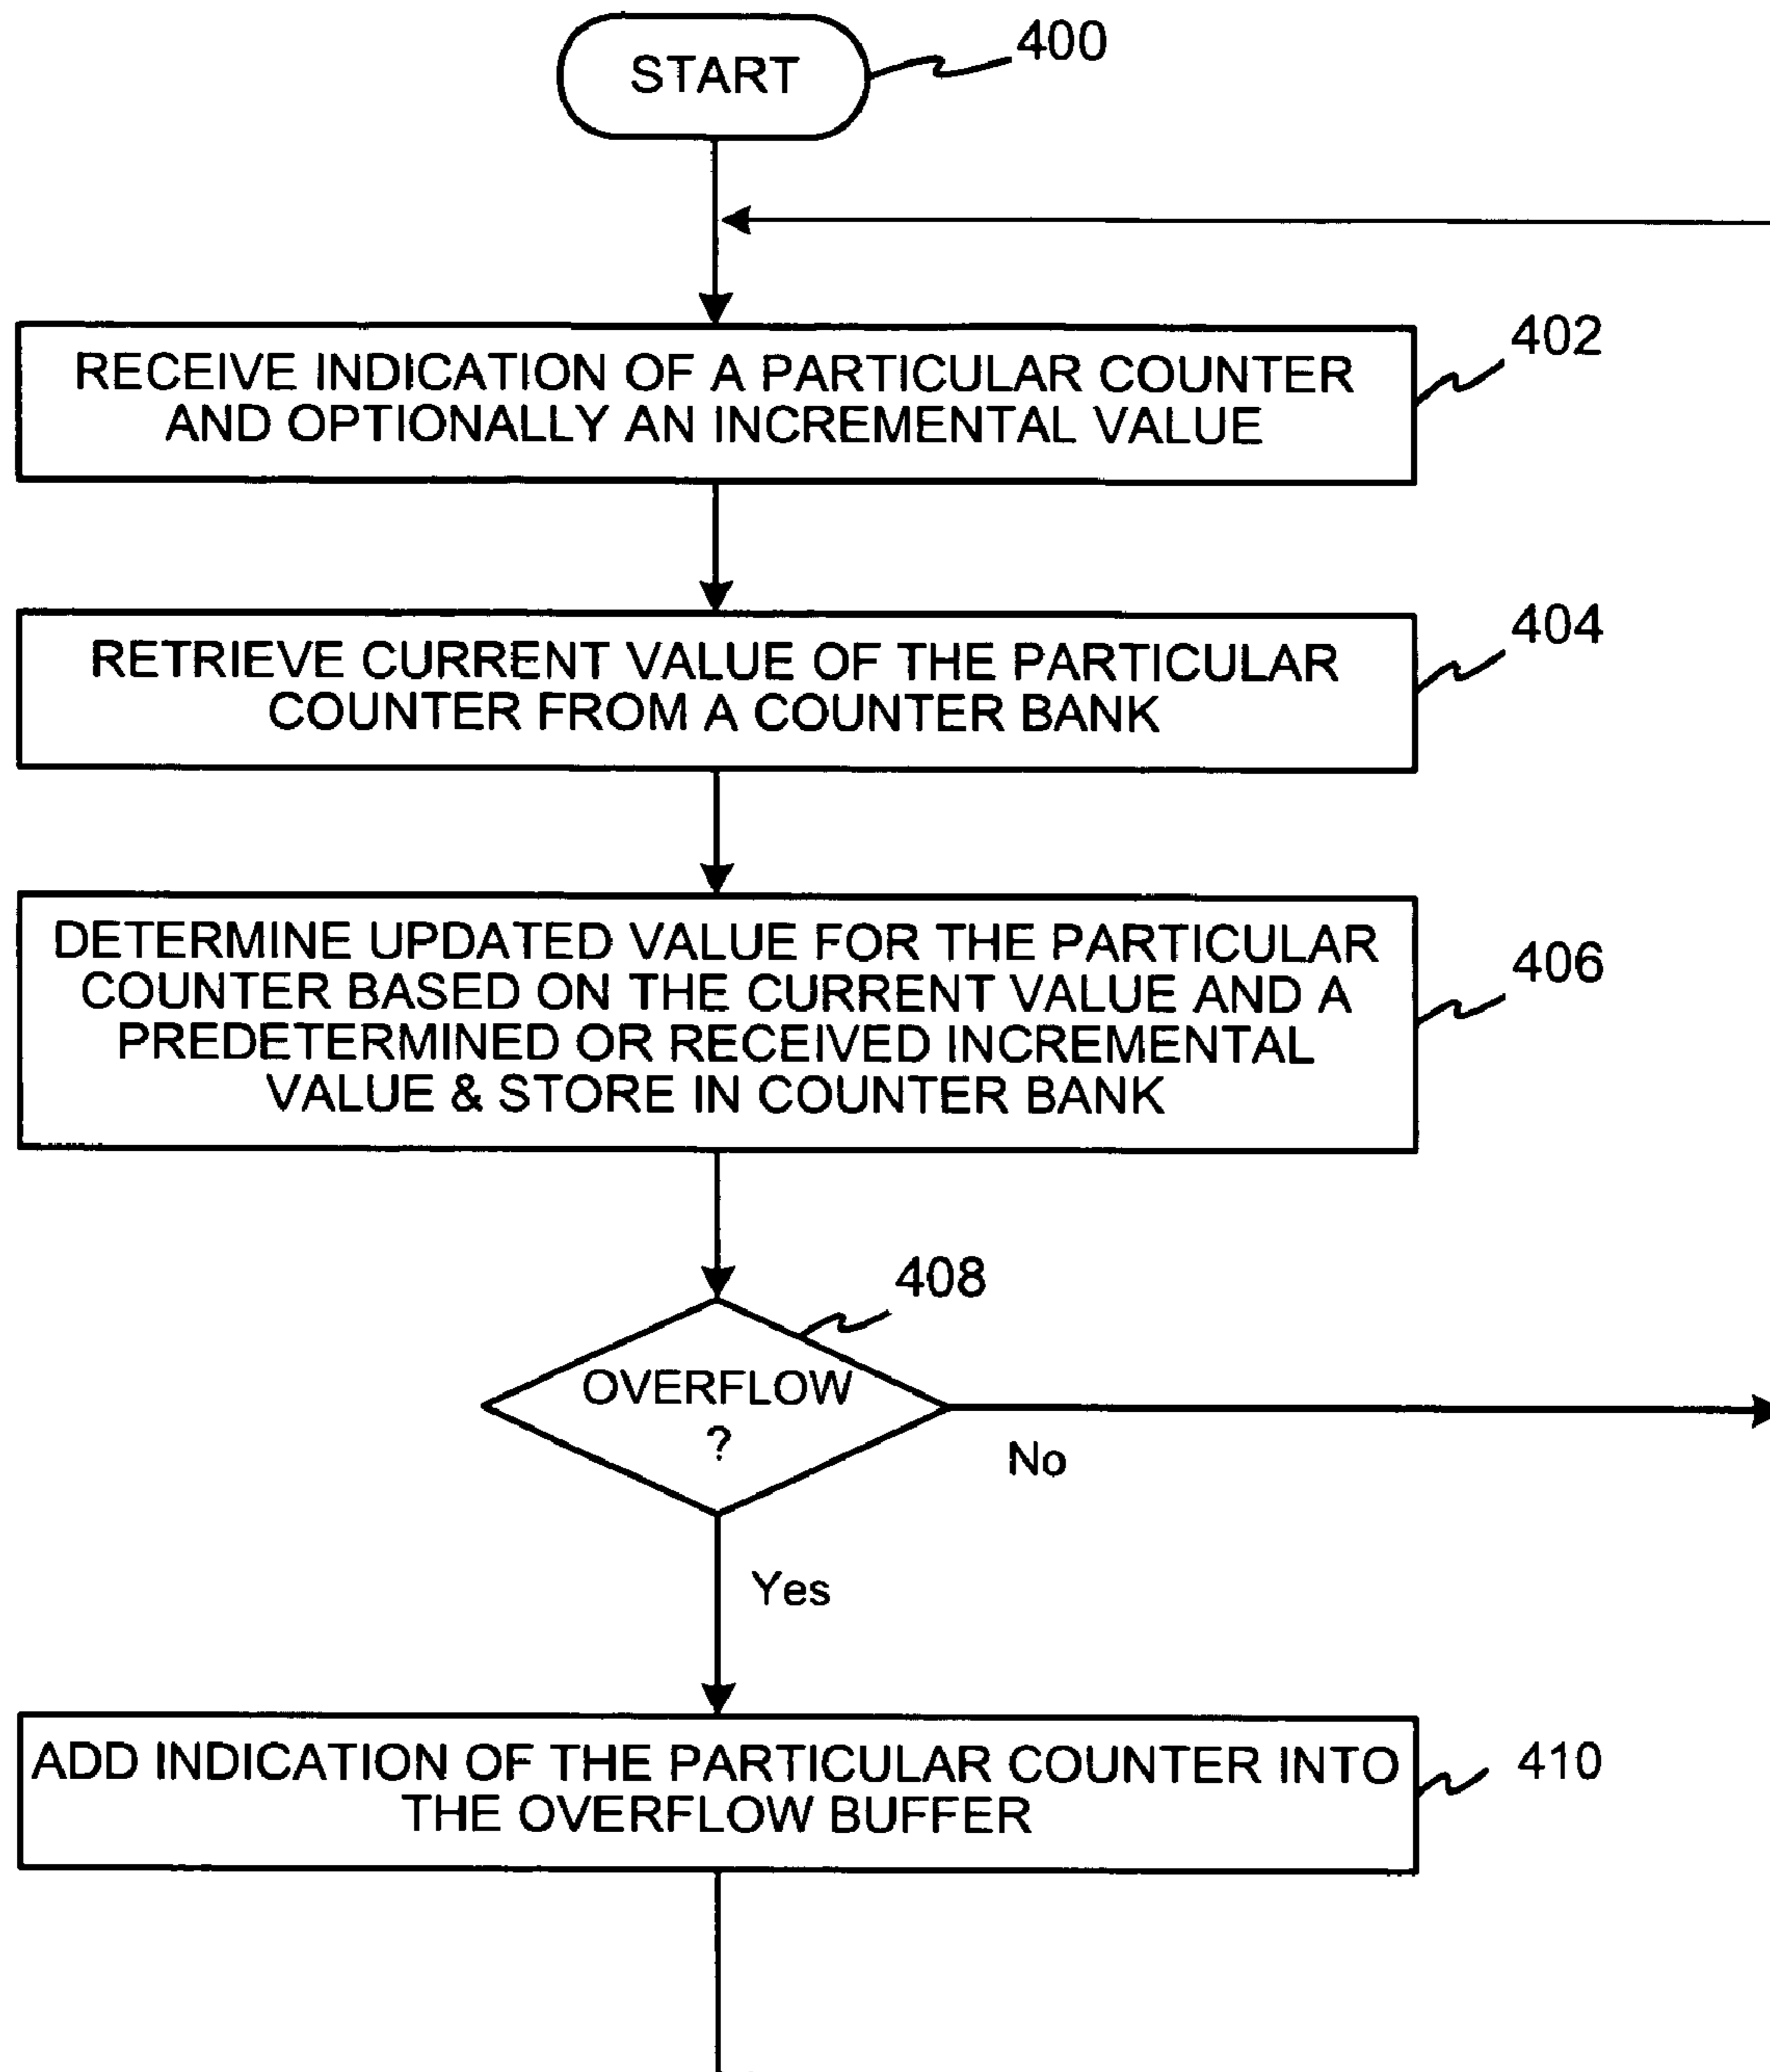 START
400
RECEIVE INDICATION OF A PARTICULAR COUNTER
AND OPTIONALLY AN INCREMENTAL VALUE
402
RETRIEVE CURRENT VALUE OF THE PARTICULAR
COUNTER FROM A COUNTER BANK
404
DETERMINE UPDATED VALUE FOR THE PARTICULAR
COUNTER BASED ON THE CURRENT VALUE AND A
PREDETERMINED OR RECEIVED INCREMENTAL
VALUE & STORE IN COUNTER BANK
406
408
OVERFLOW
?
No
Yes
ADD INDICATION OF THE PARTICULAR COUNTER INTO
THE OVERFLOW BUFFER
410